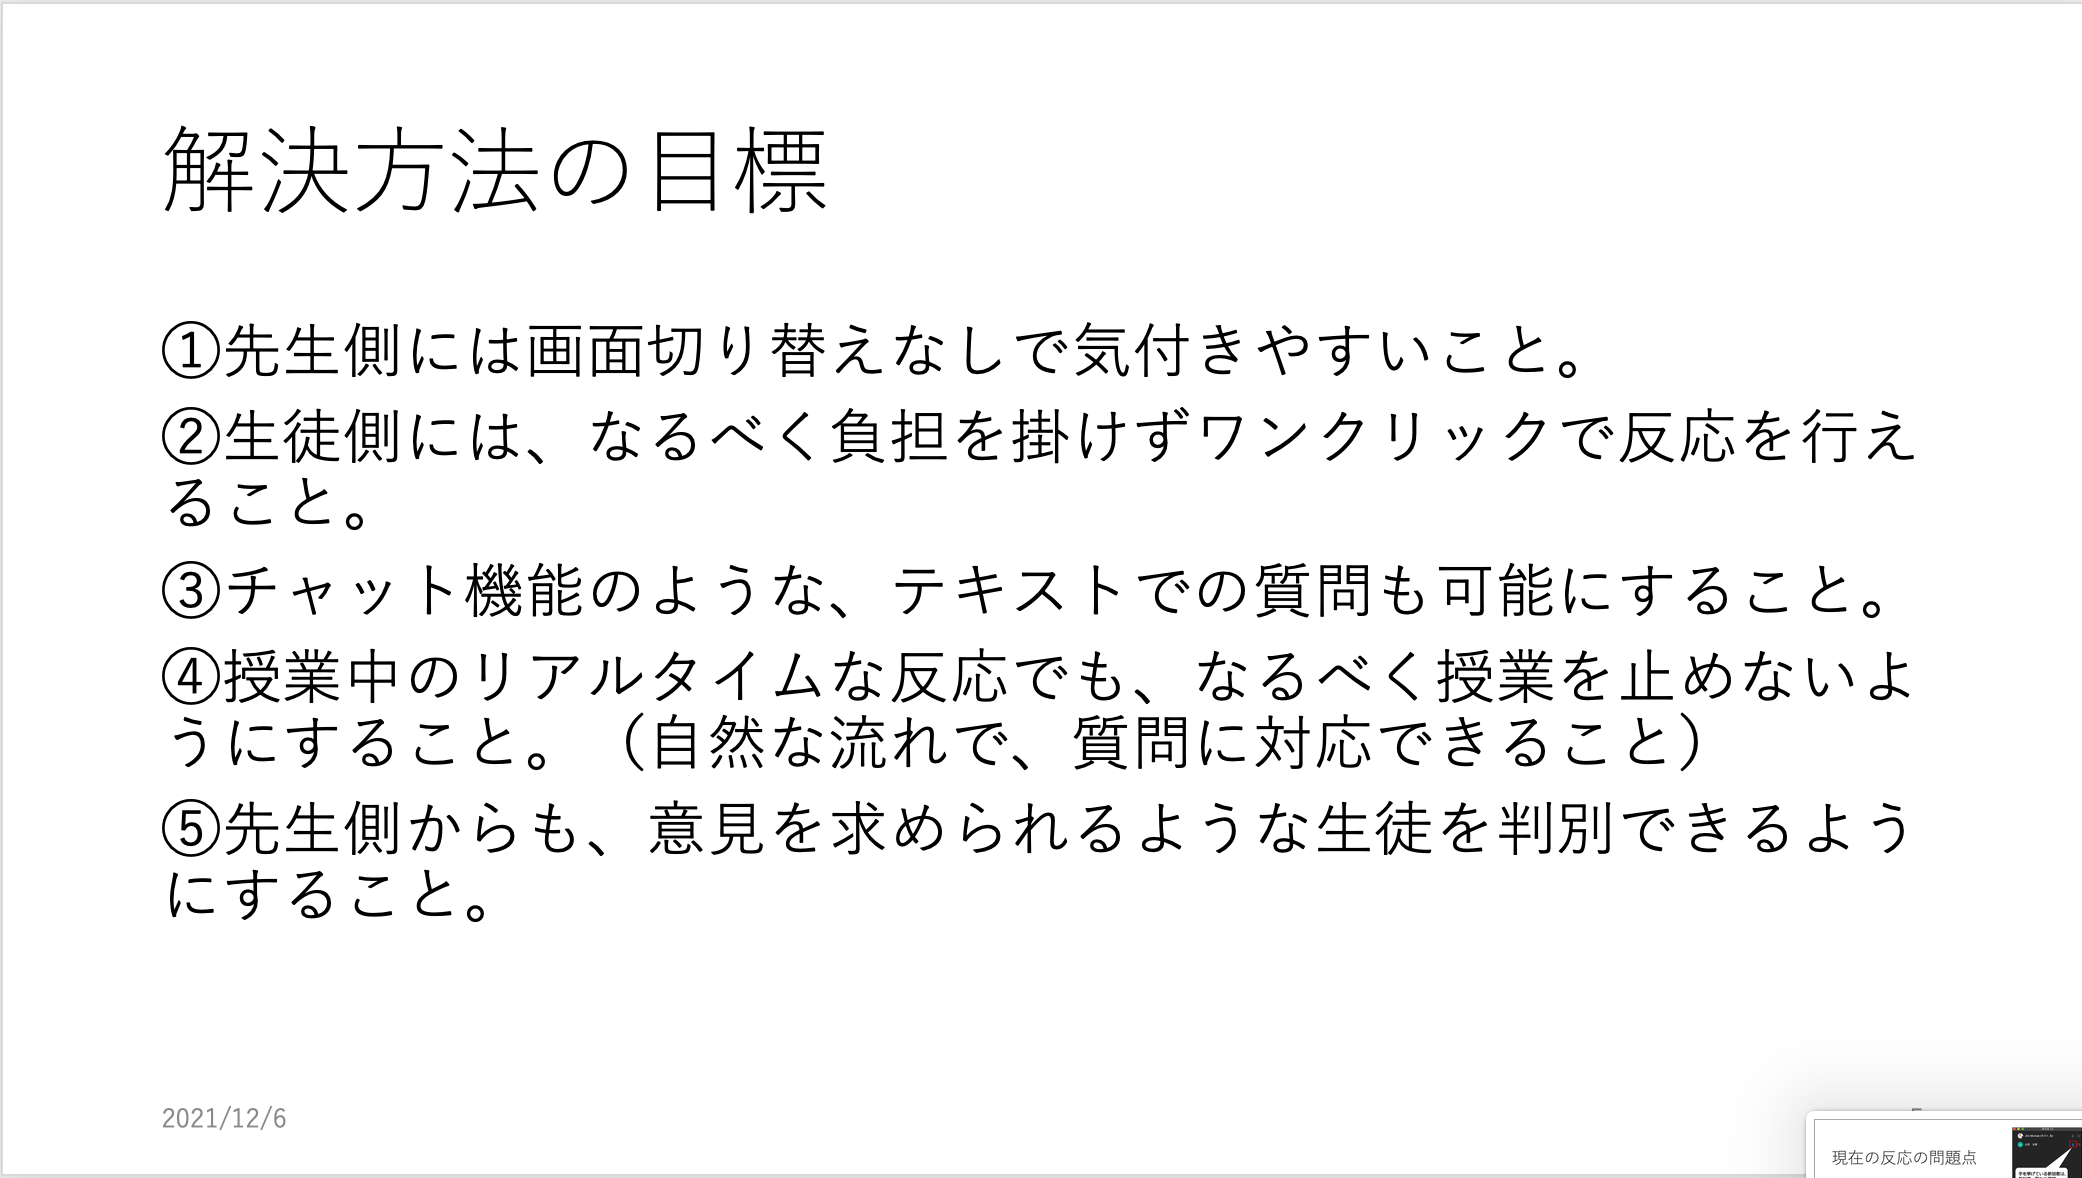 解決方法の目標
①先生側には画面切り替えなしで気付きやすいこと。
②生徒側には、なるべく負担を掛けずワンクリックで反応を行え
ること。
③チャット機能のような、テキストでの質問も可能にすること。
④授業中のリアルタイムな反応でも、なるべく授業を止めないよ
うにすること。（自然な流れで、質問に対応できること）
⑤先生側からも、意見を求められるような生徒を判別できるよう
にすること。
2021/12/6
現在の反応の問題点